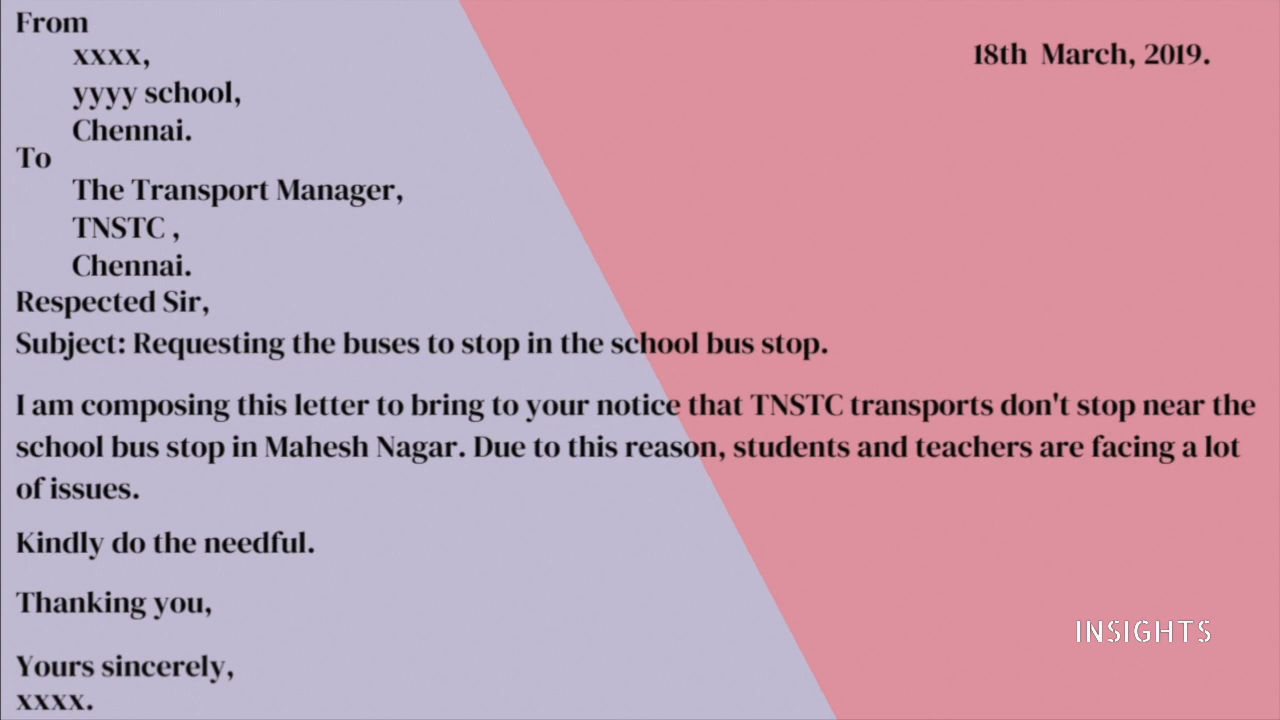 From
18th March, 2019.
xxxx,
yyyy school,
Chennai.
To
The Transport Manager,
TNSTC ,
Chennai.
Respected Sir,
Subject: Requesting the buses to stop in the school bus stop.
I am composing this letter to bring to your notice that TNSTC transports don't stop near the
school bus stop in Mahesh Nagar. Due to this reason, students and teachers are facing a lot
of issues.
Kindly do the needful.
Thanking you,
INSIGHTS
Yours sincerely,
xxxx.